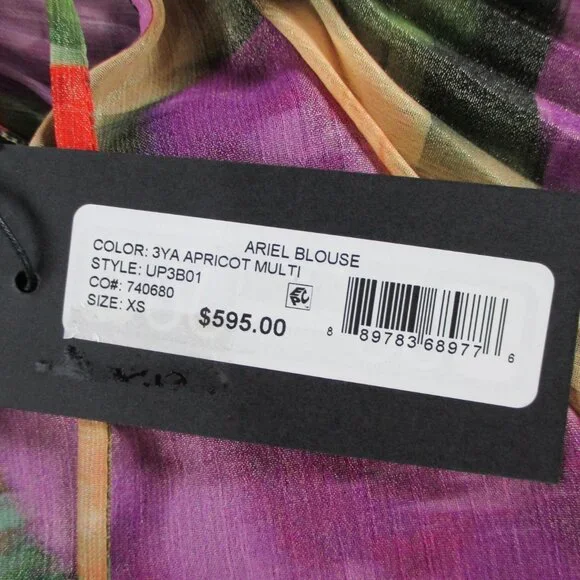 ARIEL BLOUSE
COLOR: 3YA APRICOT MULTI
STYLE: UP3B01
CO#: 740680
SIZE: XS
$595.00
8 89783 68977 6